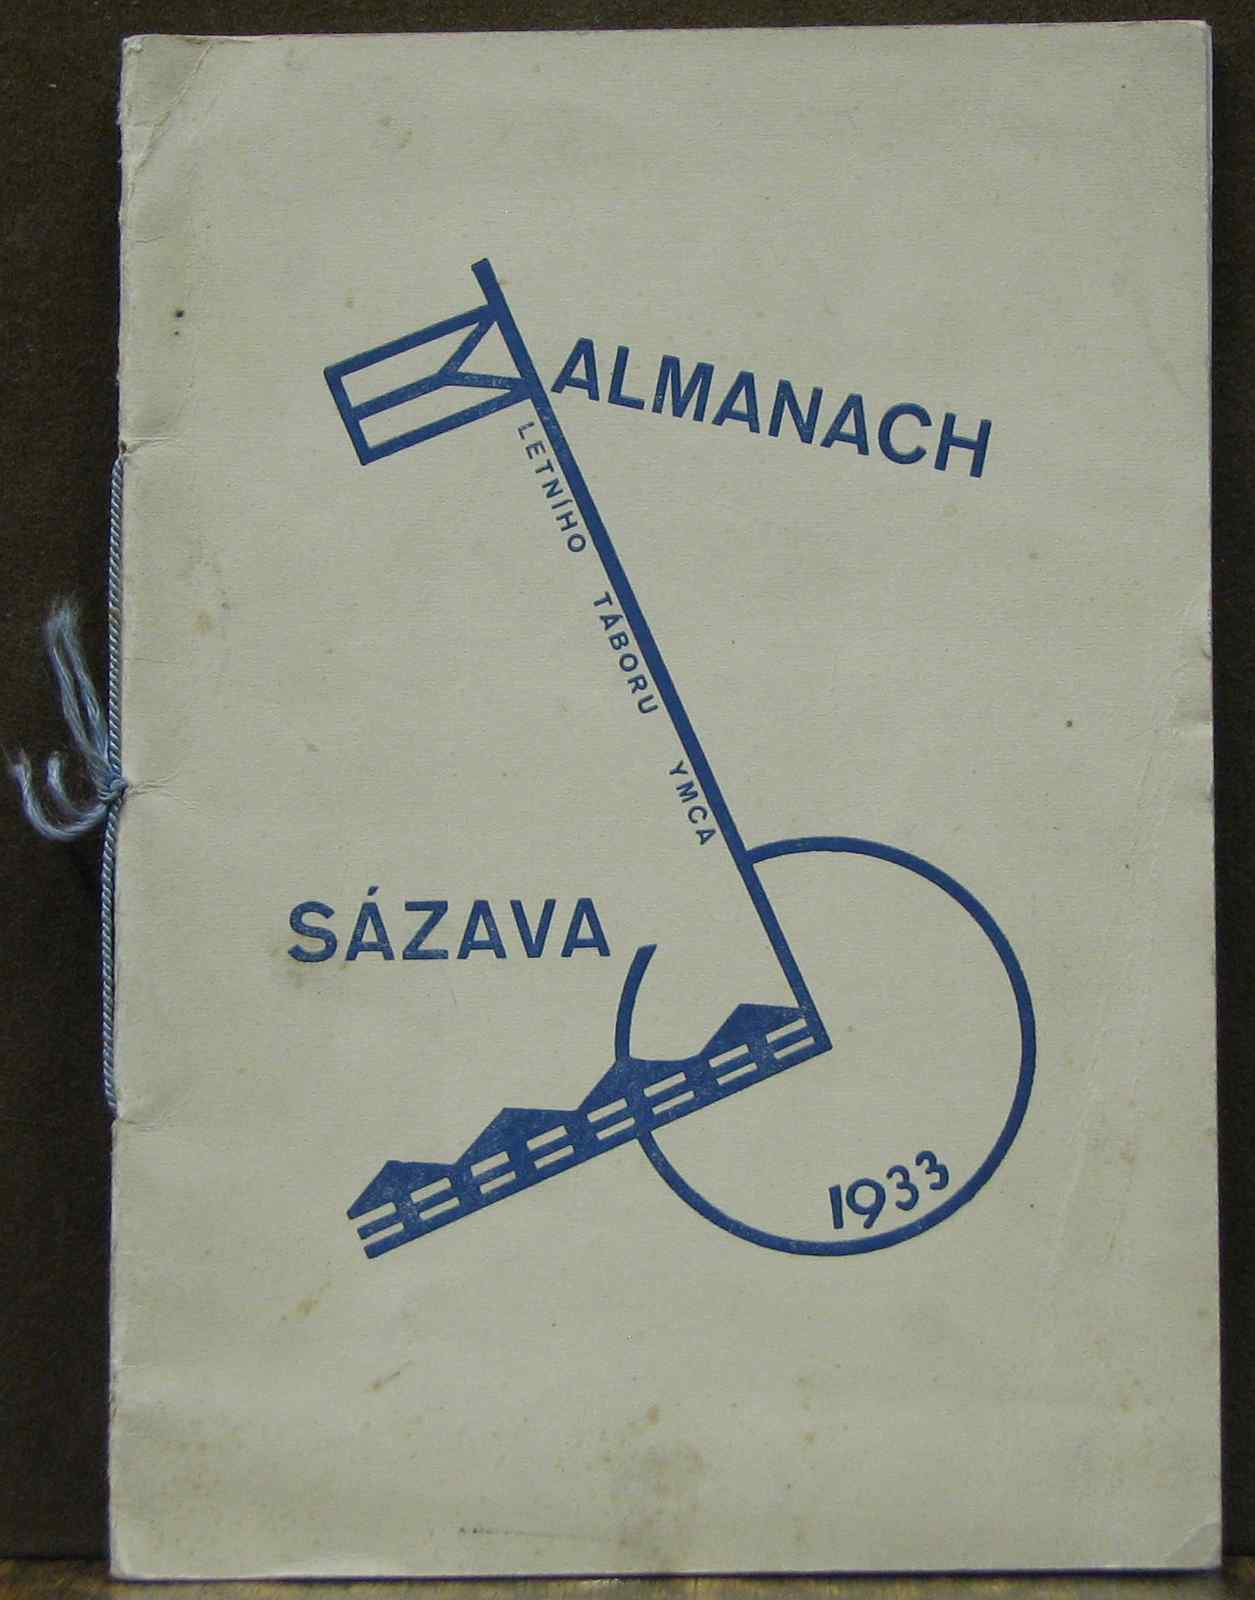 ALMANACH
LETNÍHO TÁBORU YMCA
SÁZAVA
1933